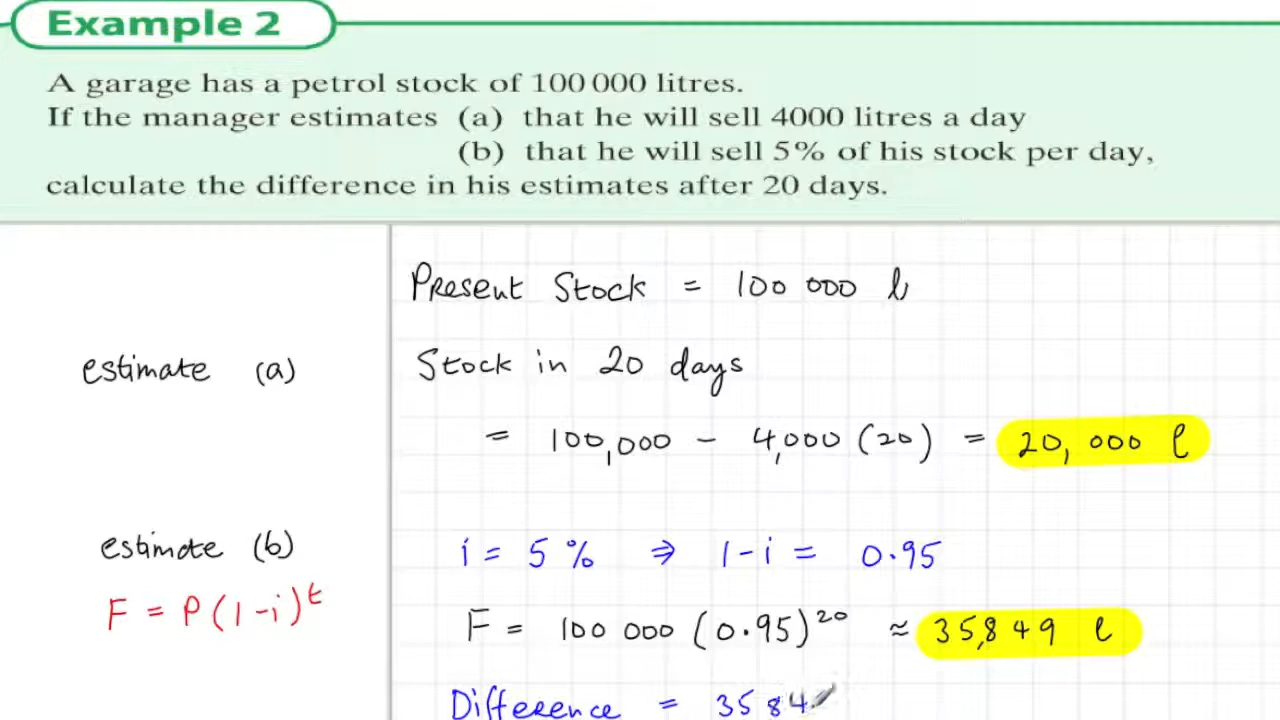 Example 2
A garage has a petrol stock of 100 000 litres.
If the manager estimates (a) that he will sell 4000 litres a day
(b) that he will sell 5% of his stock per day,
calculate the difference in his estimates after 20 days.
Present Stock = 100 000 l
estimate (a) Stock in 20 days
= 100,000 - 4,000 (20) = 20,000 l
estimate (b) i = 5% ⇒ 1-i = 0.95
F = P(1-i)^t
F = 100 000 (0.95)^20 ≈ 35,849 l
Difference = 3584